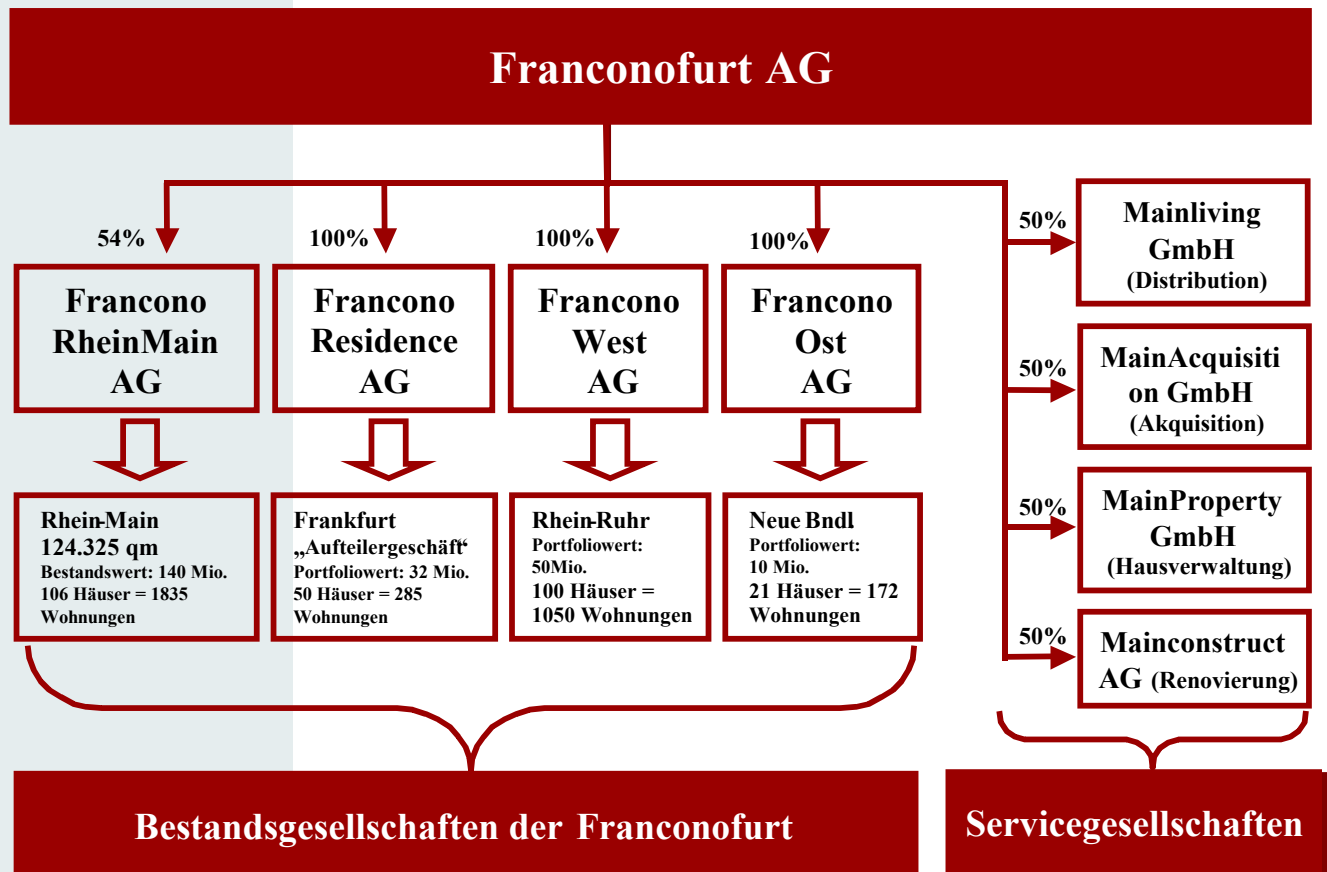 Franconofurt AG
54%
100%
100%
100%
Francono
RheinMain
AG
Francono
Residence
AG
Francono
West
AG
Francono
Ost
AG
Rhein-Main
124.325 qm
Bestandswert: 140 Mio.
106 Häuser = 1835
Wohnungen
Frankfurt
„Aufteilergeschäft“
Portfoliowert: 32 Mio.
50 Häuser = 285
Wohnungen
Rhein-Ruhr
Portfoliowert:
50Mio.
100 Häuser =
1050 Wohnungen
Neue Bndl.
Portfoliowert:
10 Mio.
21 Häuser = 172
Wohnungen
50%
Mainliving
GmbH
(Distribution)
50%
MainAcquisiti
on GmbH
(Akquisition)
50%
MainProperty
GmbH
(Hausverwaltung)
50%
Mainconstruct
AG (Renovierung)
Bestandsgesellschaften der Franconofurt
Servicegesellschaften